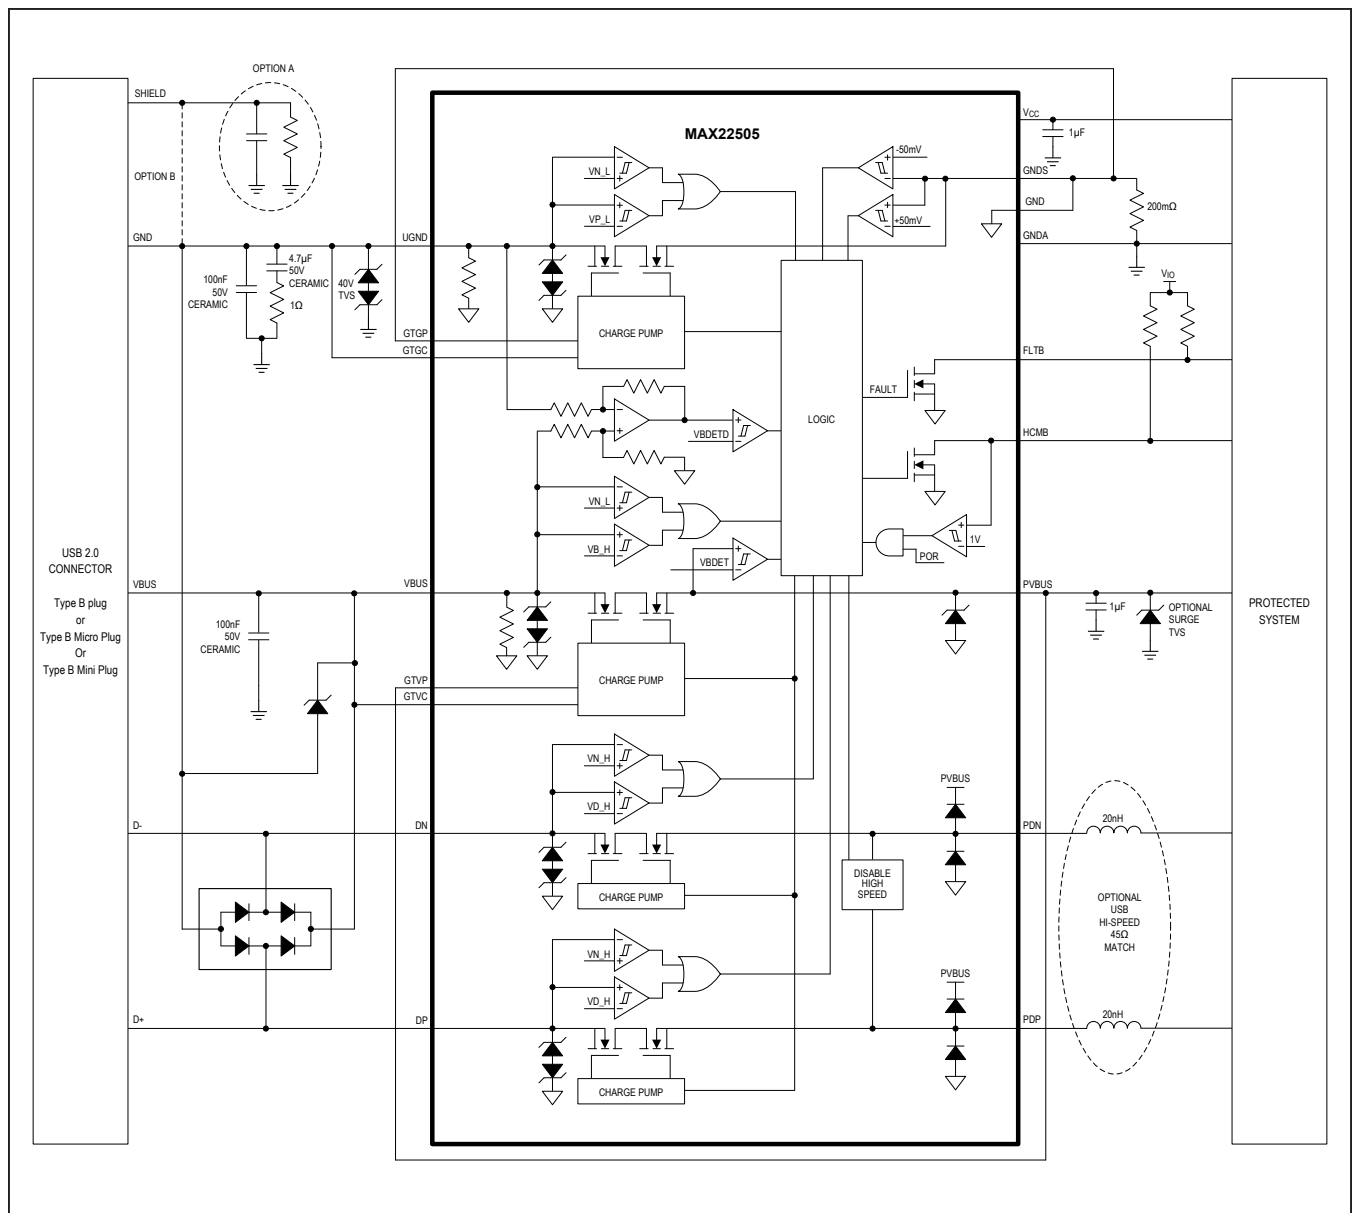 OPTION A
SHIELD
OPTION B
MAX22505
VCC
1µF
-50mV
VN_L
VP_L
+50mV
GNDS
GND
200mΩ
GNDA
GND
UGND
4.7µF
50V
CERAMIC
100nF
50V
CERAMIC
1Ω
40V
TVS
CHARGE PUMP
GTGP
GTGC
VIO
FLTB
FAULT
LOGIC
VBDETD
HCMB
VN_L
VB_H
VBDET
1V
POR
USB 2.0
CONNECTOR
Type B plug
or
Type B Micro Plug
Or
Type B Mini Plug
VBUS
VBUS
PVBUS
100nF
50V
CERAMIC
1µF
OPTIONAL
SURGE
TVS
PROTECTED
SYSTEM
CHARGE PUMP
GTVP
GTVC
VN_H
VD_H
PVBUS
D-
DN
PDN
20nH
CHARGE PUMP
DISABLE
HIGH
SPEED
OPTIONAL
USB
HI-SPEED
45Ω
MATCH
VN_H
VD_H
PVBUS
D+
DP
PDP
20nH
CHARGE PUMP